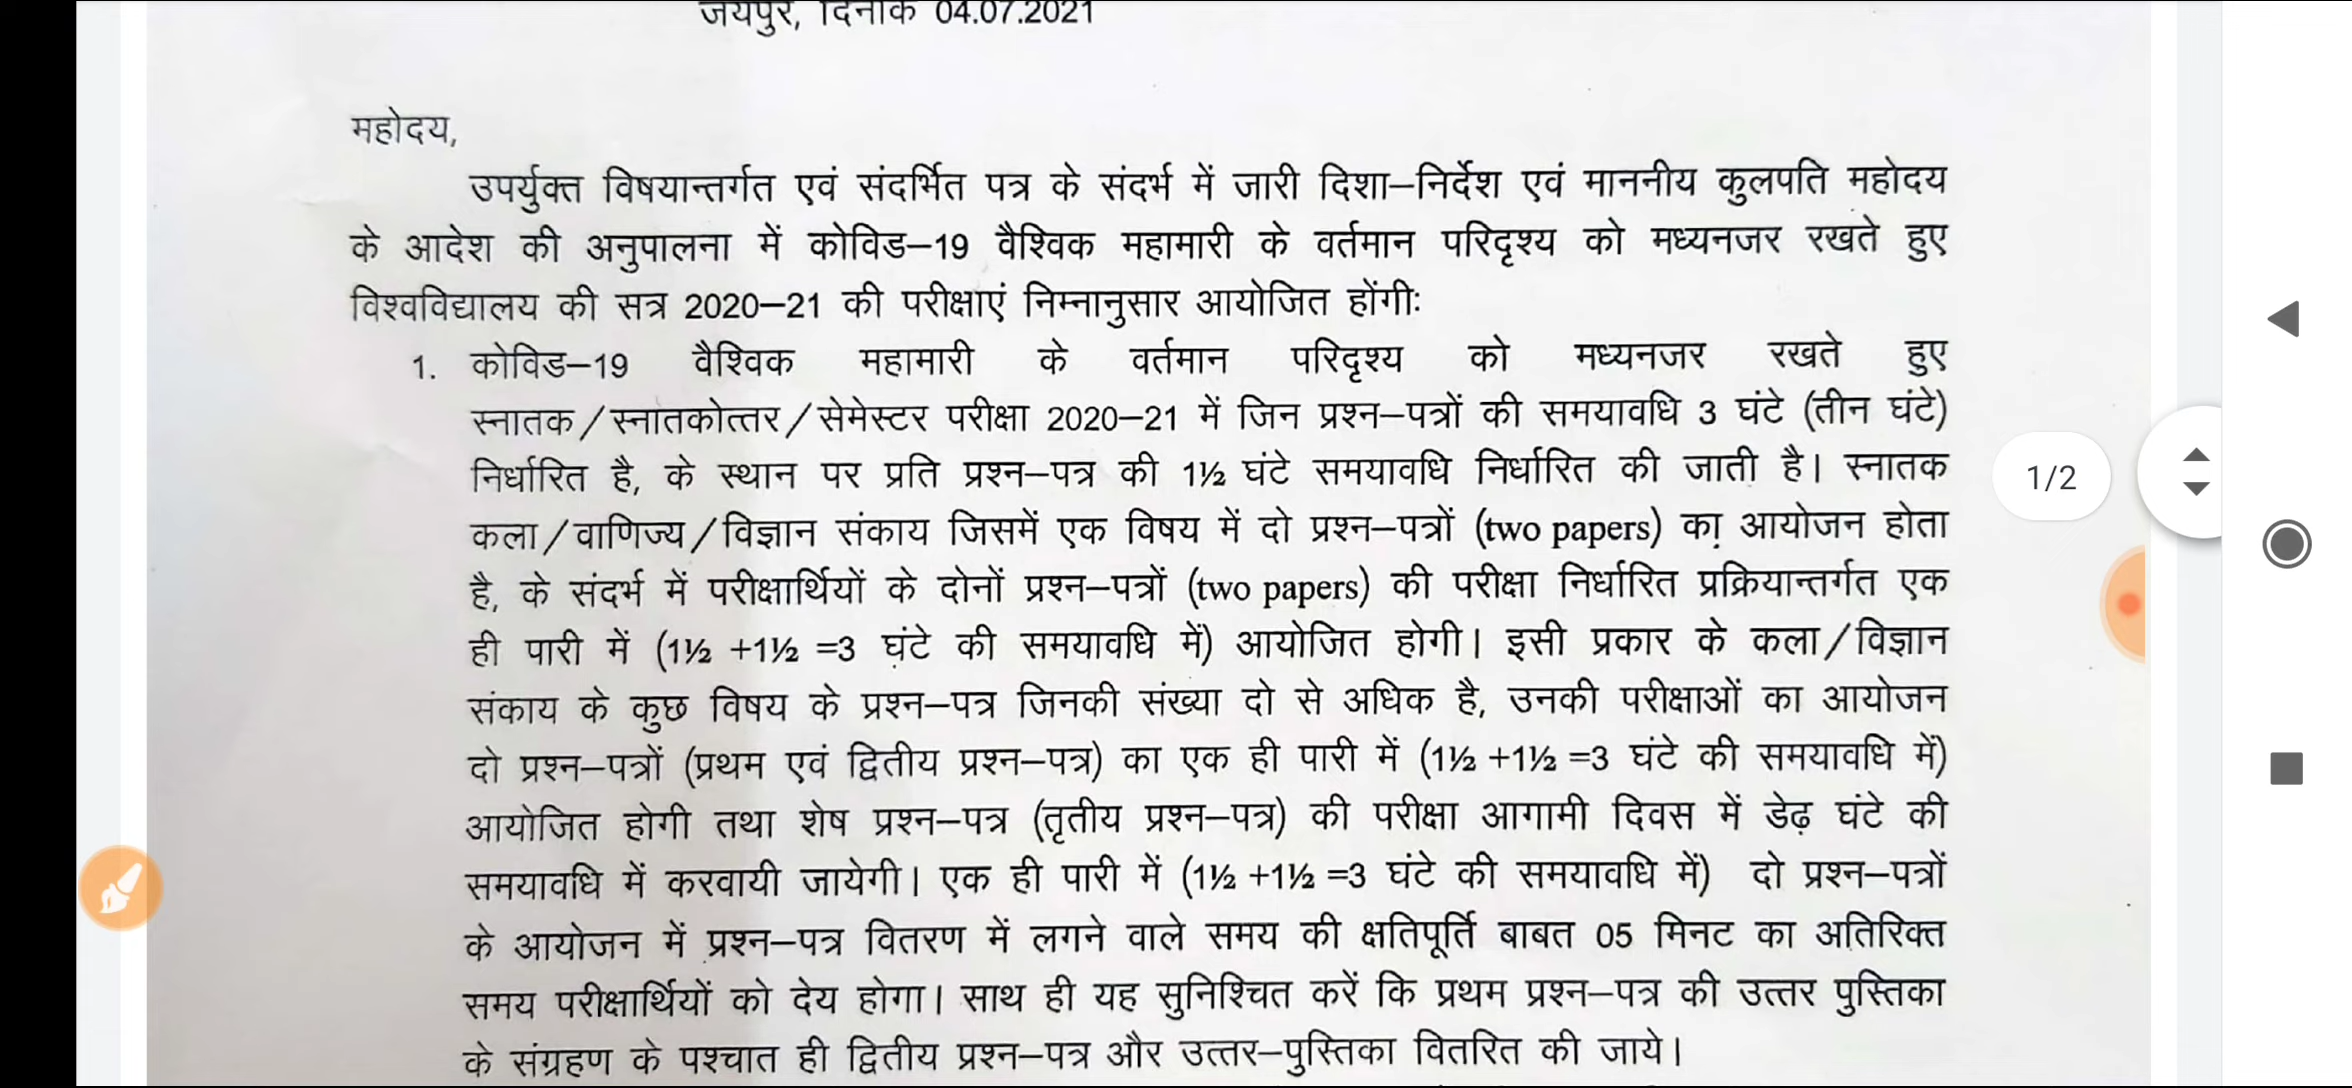 जयपुर, दिनांक 04.07.2021
महोदय,
उपर्युक्त विषयान्तर्गत एवं संदर्भित पत्र के संदर्भ में जारी दिशा–निर्देश एवं माननीय कुलपति महोदय
के आदेश की अनुपालना में कोविड–19 वैश्विक महामारी के वर्तमान परिदृश्य को मध्यनजर रखते हुए
विश्वविद्यालय की सत्र 2020–21 की परीक्षाएं निम्नानुसार आयोजित होंगीः
1. कोविड–19 वैश्विक महामारी के वर्तमान परिदृश्य को मध्यनजर रखते हुए
स्नातक/स्नातकोत्तर/सेमेस्टर परीक्षा 2020–21 में जिन प्रश्न–पत्रों की समयावधि 3 घंटे (तीन घंटे)
निर्धारित है, के स्थान पर प्रति प्रश्न–पत्र की 1½ घंटे समयावधि निर्धारित की जाती है। स्नातक
कला/वाणिज्य/विज्ञान संकाय जिसमें एक विषय में दो प्रश्न–पत्रों (two papers) का आयोजन होता
है, के संदर्भ में परीक्षार्थियों के दोनों प्रश्न–पत्रों (two papers) की परीक्षा निर्धारित प्रक्रियान्तर्गत एक
ही पारी में (1½ +1½ =3 घंटे की समयावधि में) आयोजित होगी। इसी प्रकार के कला/विज्ञान
संकाय के कुछ विषय के प्रश्न–पत्र जिनकी संख्या दो से अधिक है, उनकी परीक्षाओं का आयोजन
दो प्रश्न–पत्रों (प्रथम एवं द्वितीय प्रश्न–पत्र) का एक ही पारी में (1½ +1½ =3 घंटे की समयावधि में)
आयोजित होगी तथा शेष प्रश्न–पत्र (तृतीय प्रश्न–पत्र) की परीक्षा आगामी दिवस में डेढ़ घंटे की
समयावधि में करवायी जायेगी। एक ही पारी में (1½ +1½ =3 घंटे की समयावधि में) दो प्रश्न–पत्रों
के आयोजन में प्रश्न–पत्र वितरण में लगने वाले समय की क्षतिपूर्ति बाबत 05 मिनट का अतिरिक्त
समय परीक्षार्थियों को देय होगा। साथ ही यह सुनिश्चित करें कि प्रथम प्रश्न–पत्र की उत्तर पुस्तिका
के संग्रहण के पश्चात ही द्वितीय प्रश्न–पत्र और उत्तर–पुस्तिका वितरित की जाये।
1/2